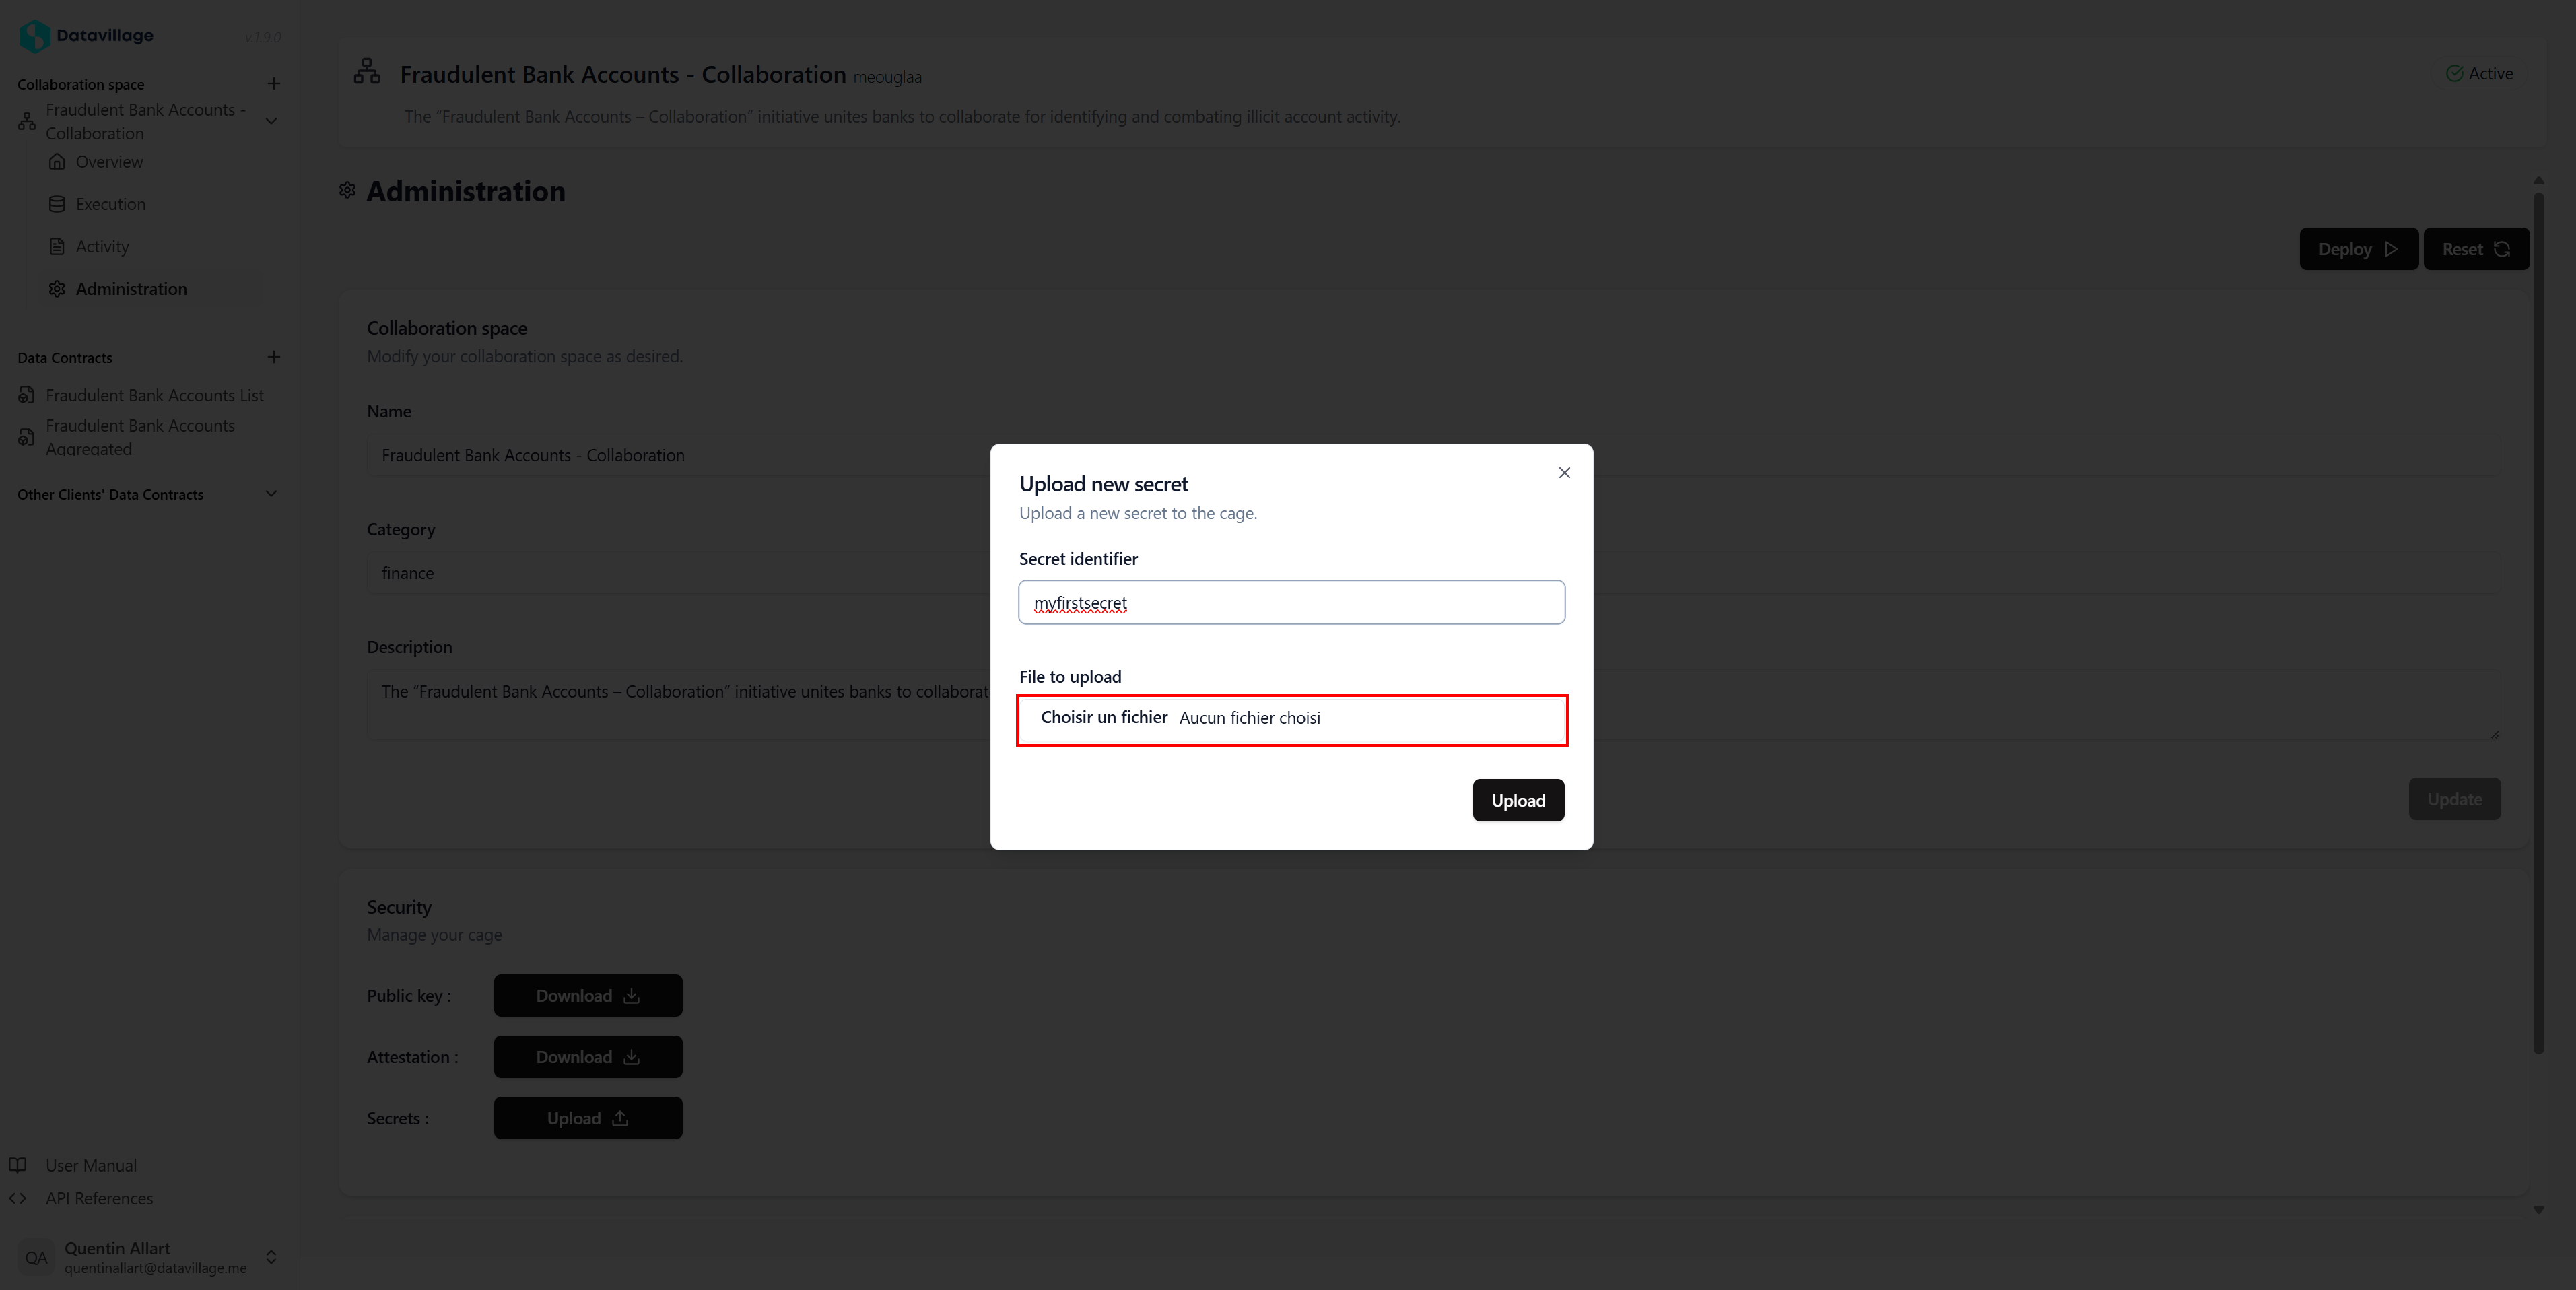 Datavillage
v.1.9.0
Collaboration space
Fraudulent Bank Accounts -
Collaboration
Overview
Execution
Activity
Administration
Data Contracts
Fraudulent Bank Accounts List
Fraudulent Bank Accounts
Aggregated
Other Clients' Data Contracts
User Manual
API References
QA
Quentin Allart
quentinallart@datavillage.me
Fraudulent Bank Accounts - Collaboration meouglaa
Active
The “Fraudulent Bank Accounts – Collaboration” initiative unites banks to collaborate for identifying and combating illicit account activity.
Administration
Deploy
Reset
Collaboration space
Modify your collaboration space as desired.
Name
Fraudulent Bank Accounts - Collaboration
Category
finance
Description
The “Fraudulent Bank Accounts – Collaboration” initiative unites banks to collaborat
Update
Security
Manage your cage
Public key :
Download
Attestation :
Download
Secrets :
Upload
Upload new secret
Upload a new secret to the cage.
Secret identifier
myfirstsecret
File to upload
Choisir un fichier Aucun fichier choisi
Upload